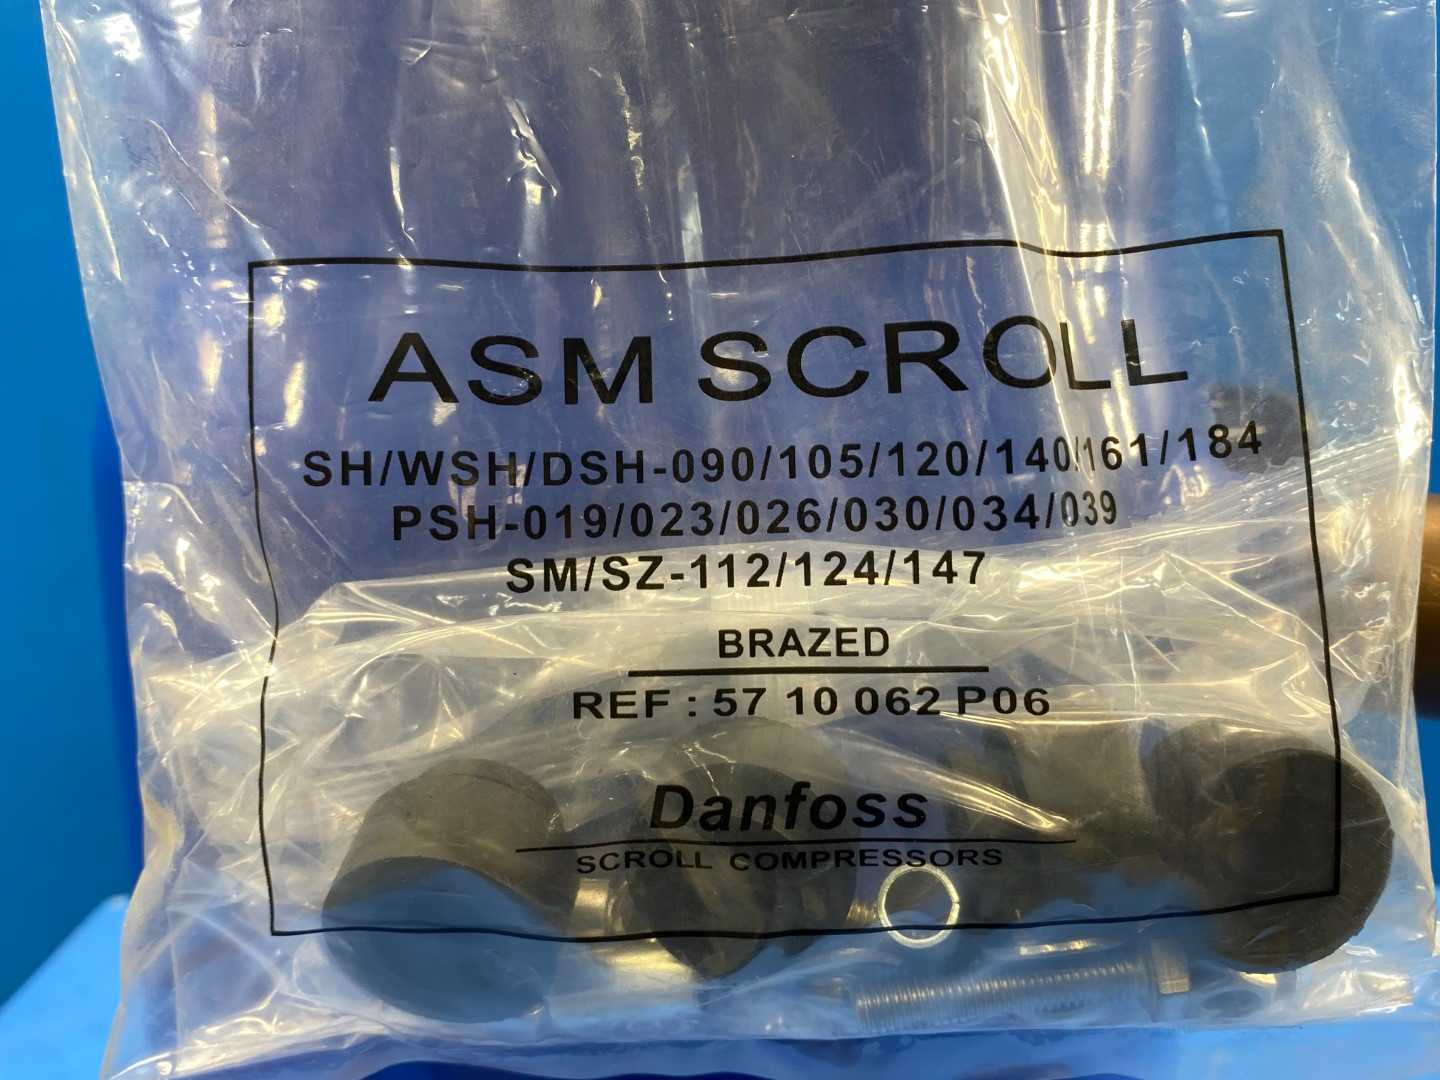 ASM SCROLL
SH/WSH/DSH-090/105/120/140/161/184
PSH-019/023/026/030/034/039
SM/SZ-112/124/147
BRAZED
REF : 57 10 062 P06
Danfoss
SCROLL COMPRESSORS